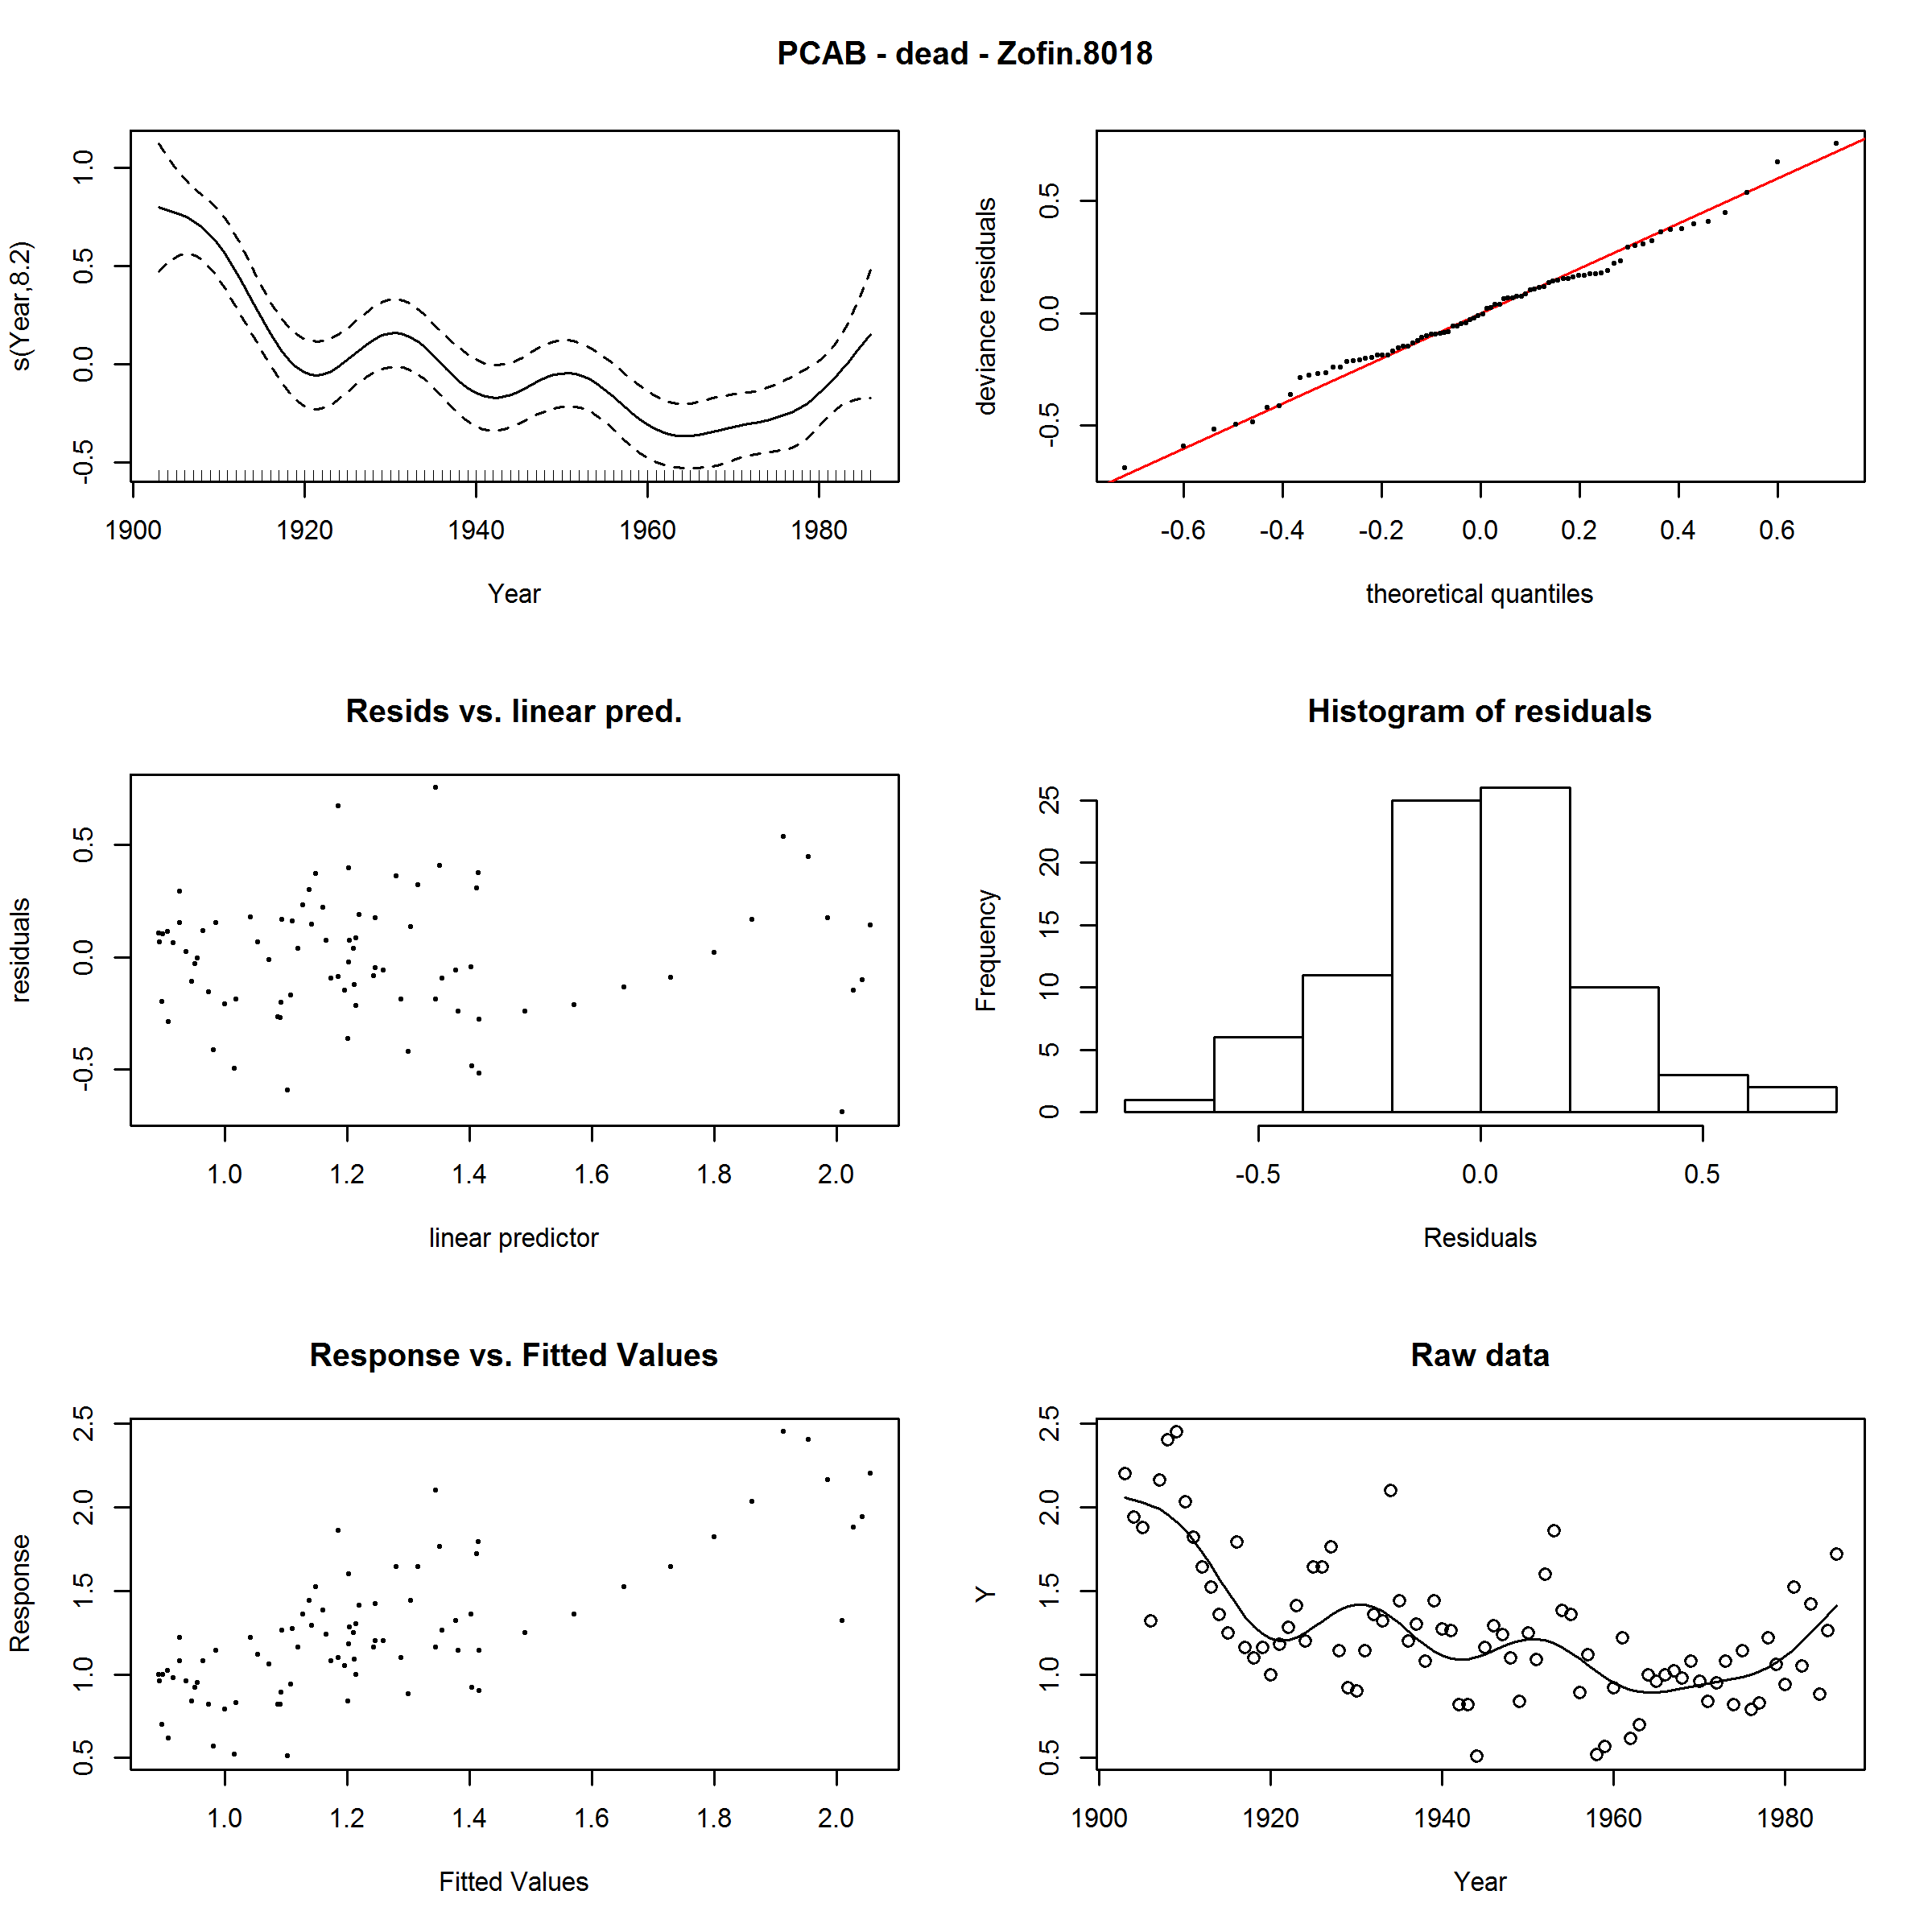 PCAB - dead - Zofin.8018
s(Year,8.2)
-0.5 0.0 0.5 1.0
1900 1920 1940 1960 1980
Year
deviance residuals
-0.5 0.0 0.5
-0.6 -0.4 -0.2 0.0 0.2 0.4 0.6
theoretical quantiles
Resids vs. linear pred.
residuals
-0.5 0.0 0.5
1.0 1.2 1.4 1.6 1.8 2.0
linear predictor
Histogram of residuals
Frequency
0 5 10 15 20 25
-0.5 0.0 0.5
Residuals
Response vs. Fitted Values
Response
0.5 1.0 1.5 2.0 2.5
1.0 1.2 1.4 1.6 1.8 2.0
Fitted Values
Raw data
Y
0.5 1.0 1.5 2.0 2.5
1900 1920 1940 1960 1980
Year